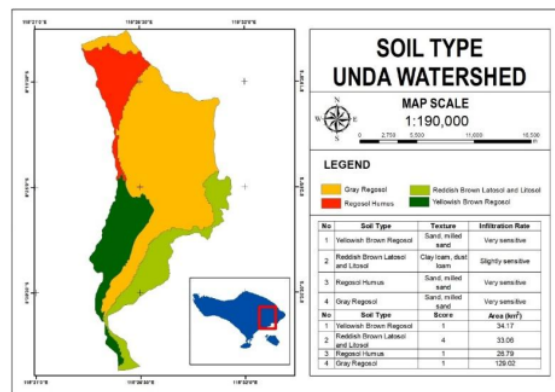 SOIL TYPE
UNDA WATERSHED
MAP SCALE
1:190,000
N
W E
S
0 2,750 5,500 11,000 16,500
LEGEND
Gray Regosol
Reddish Brown Latosol and Litosol
Regosol Humus
Yellowish Brown Regosol
No Soil Type Texture Infiltration Rate
1 Yellowish Brown Regosol Sand, milled sand Very sensitive
2 Reddish Brown Latosol and Litosol Clay loam, dust loam Slightly sensitive
3 Regosol Humus Sand, milled sand Very sensitive
4 Gray Regosol Sand, milled sand Very sensitive
No Soil Type Score Area (km²)
1 Yellowish Brown Regosol 1 34.17
2 Reddish Brown Latosol and Litosol 4 33.06
3 Regosol Humus 1 28.79
4 Gray Regosol 1 129.02